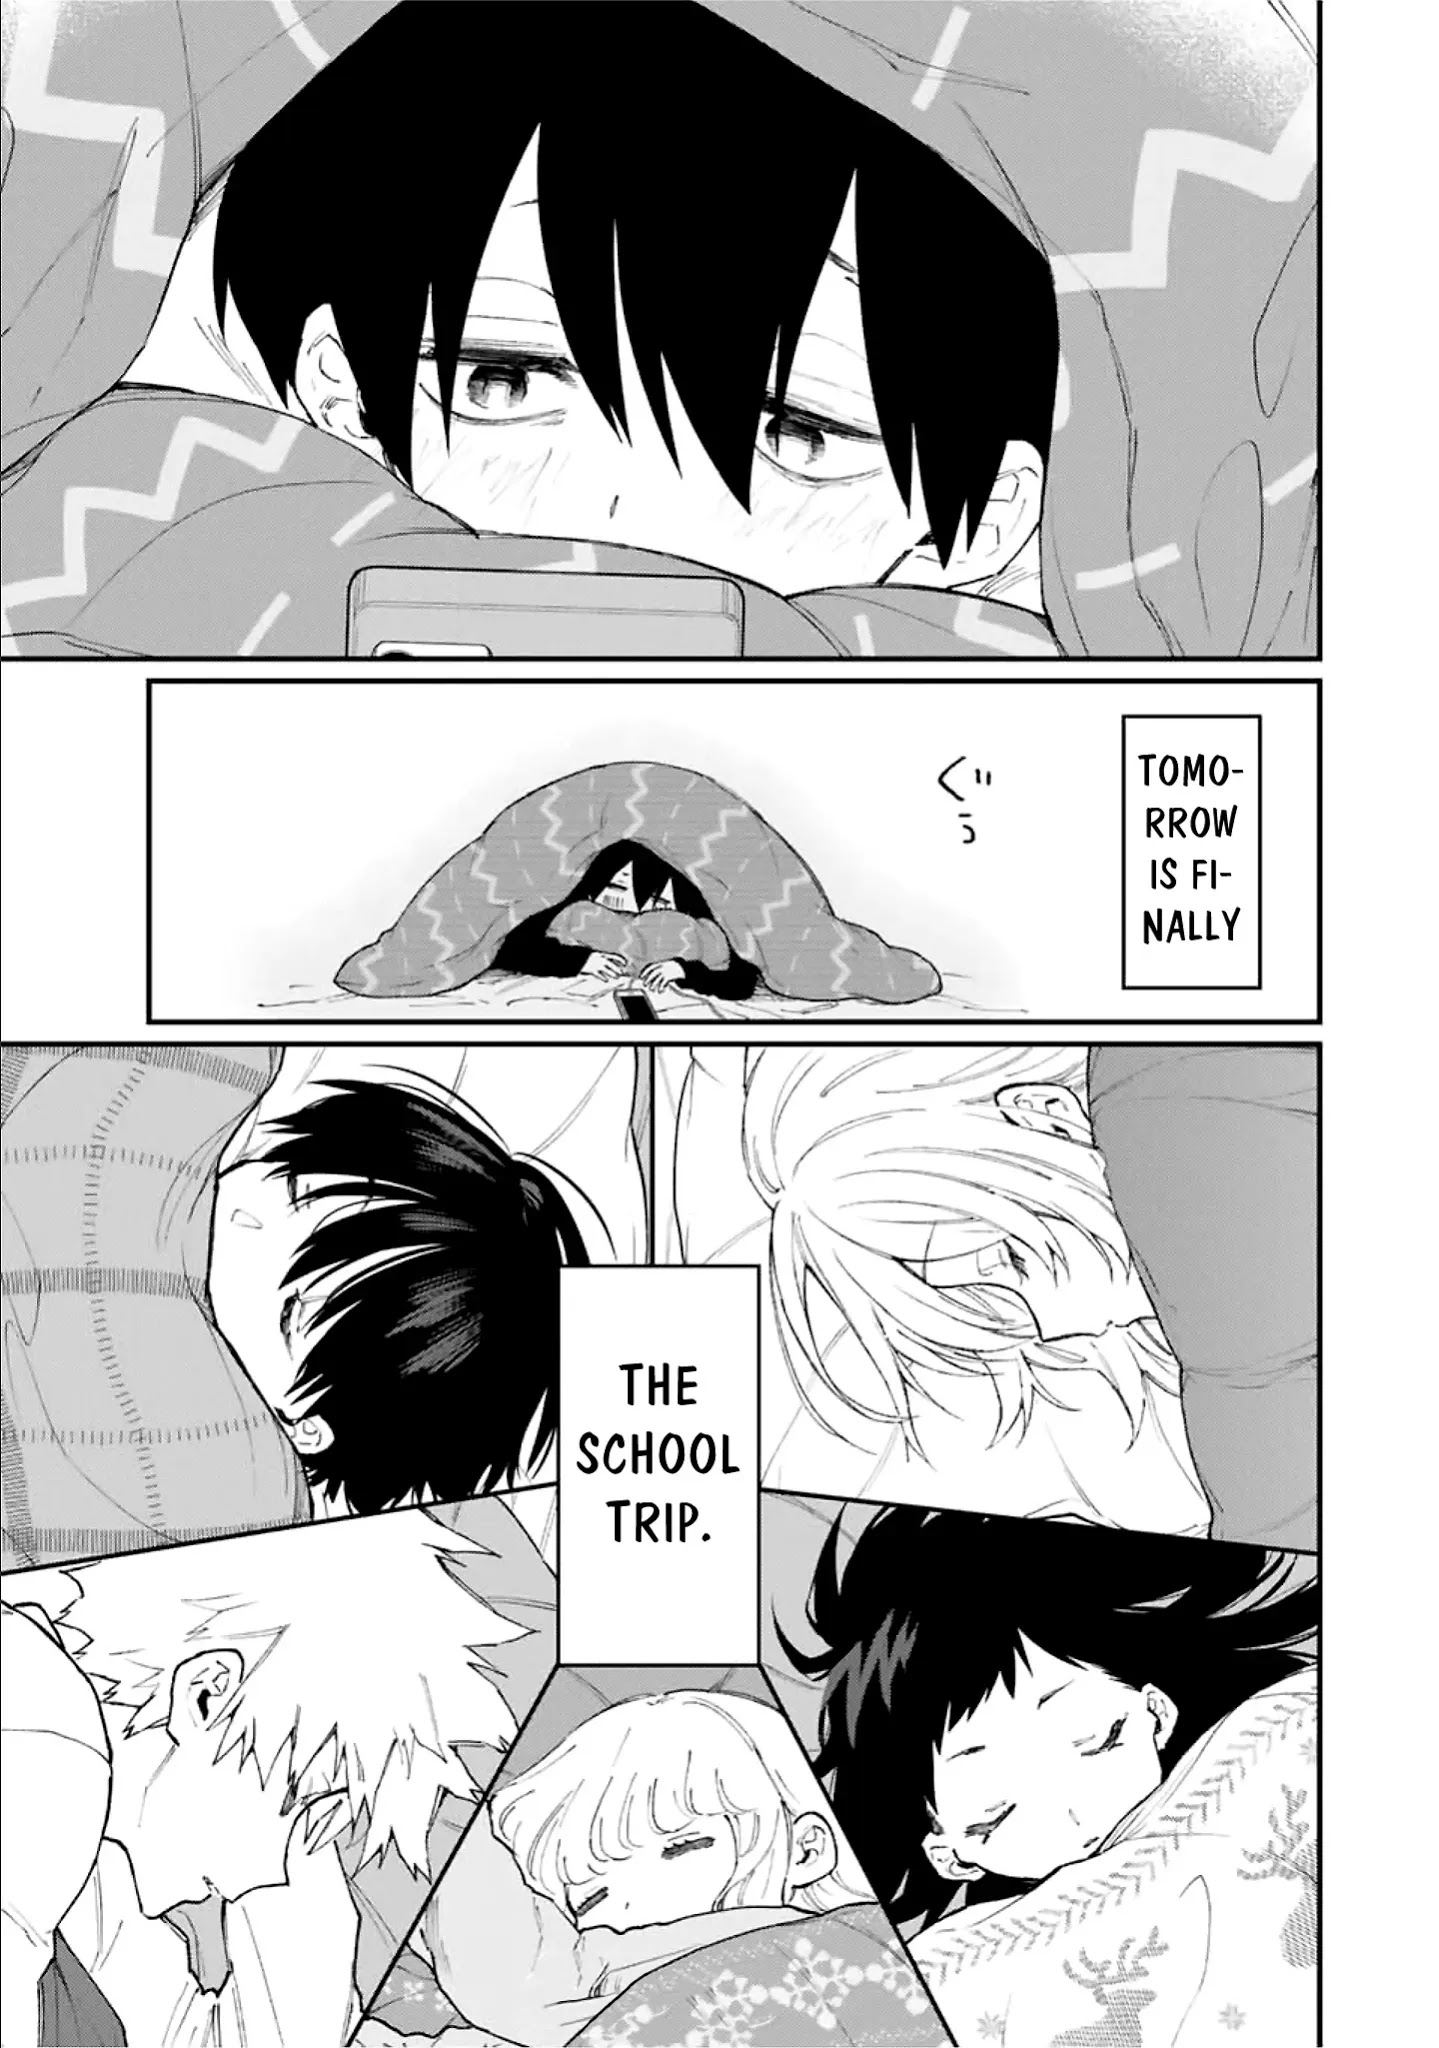 TOMO-
RROW
IS FI-
NALLY
ぐぅ
THE
SCHOOL
TRIP.